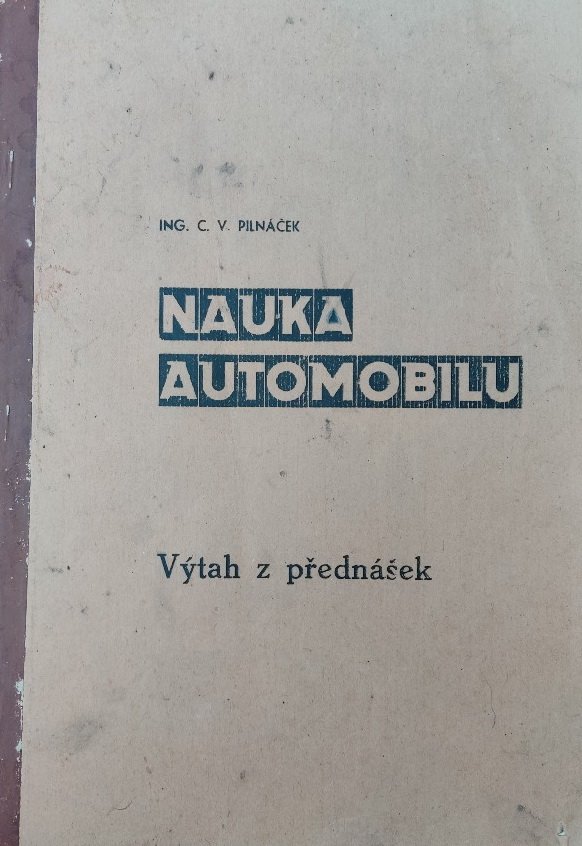 ING. C. V. PILNÁČEK
NAUKA
AUTOMOBILU
Výtah z přednášek